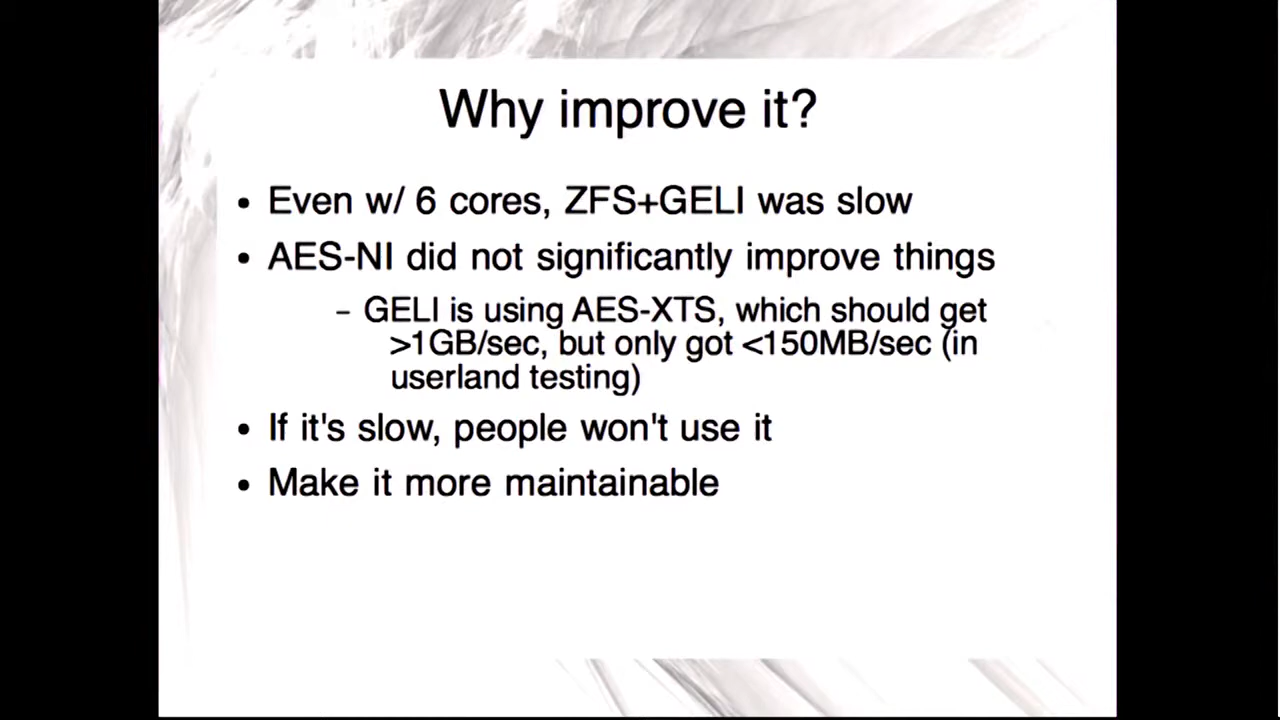 Why improve it?
• Even w/ 6 cores, ZFS+GELI was slow
• AES-NI did not significantly improve things
– GELI is using AES-XTS, which should get
>1GB/sec, but only got <150MB/sec (in
userland testing)
• If it's slow, people won't use it
• Make it more maintainable